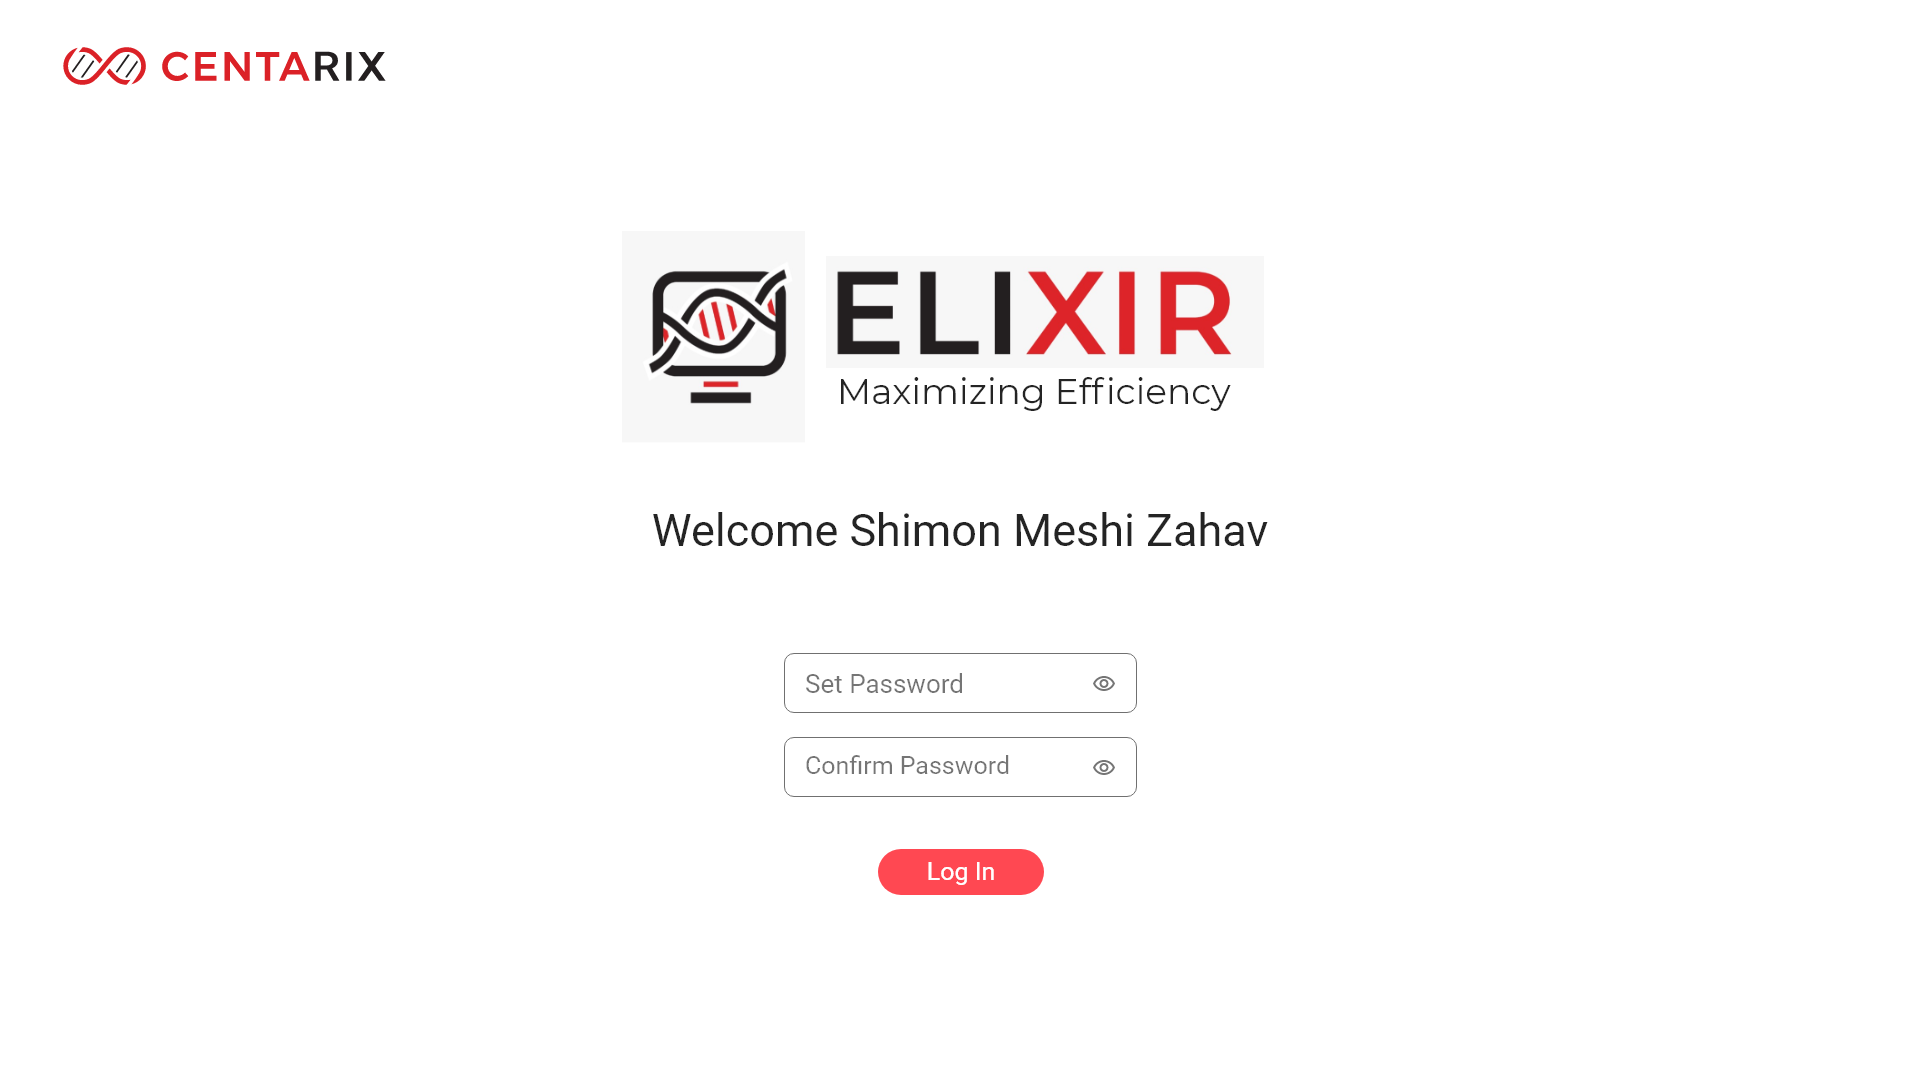 CENTARIX
ELIXIR
Maximizing Efficiency
Welcome Shimon Meshi Zahav
Set Password
Confirm Password
Log In